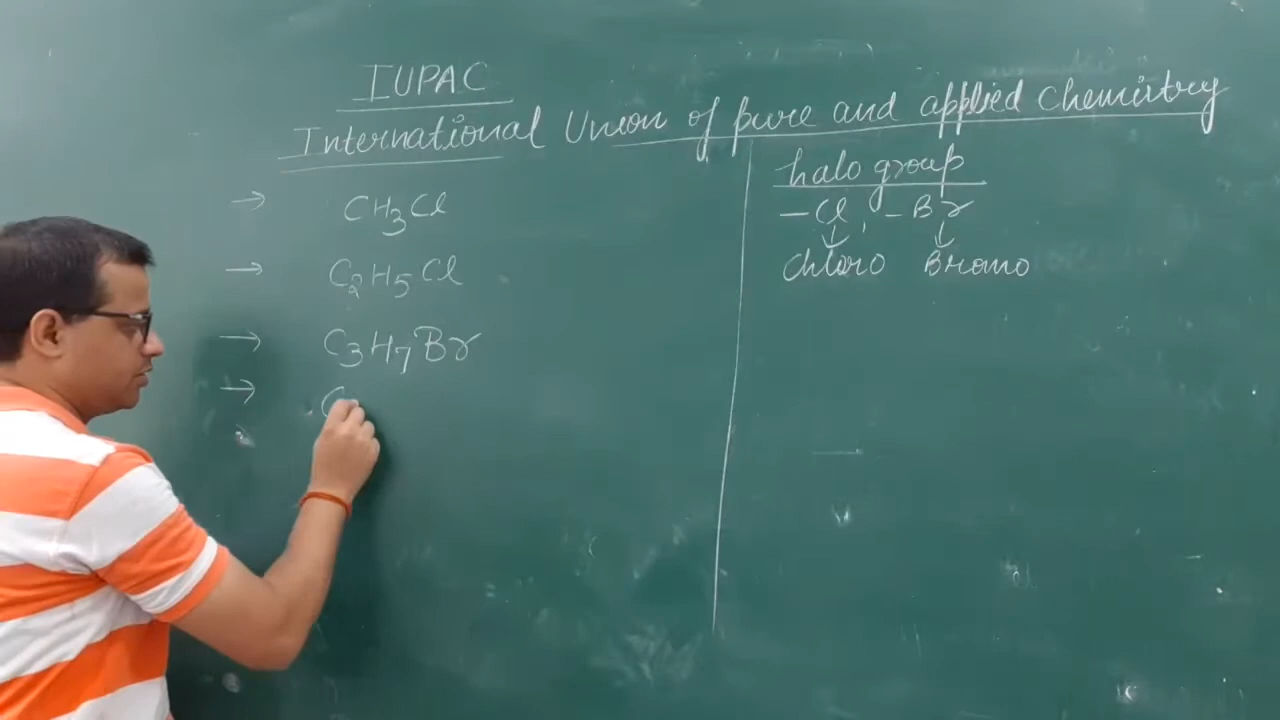 IUPAC
International Union of pure and applied chemistry
→ CH3Cl
→ C2H5Cl
→ C3H7Br
→ C
halo group
–Cl, –Br
↓ ↓
chloro Bromo